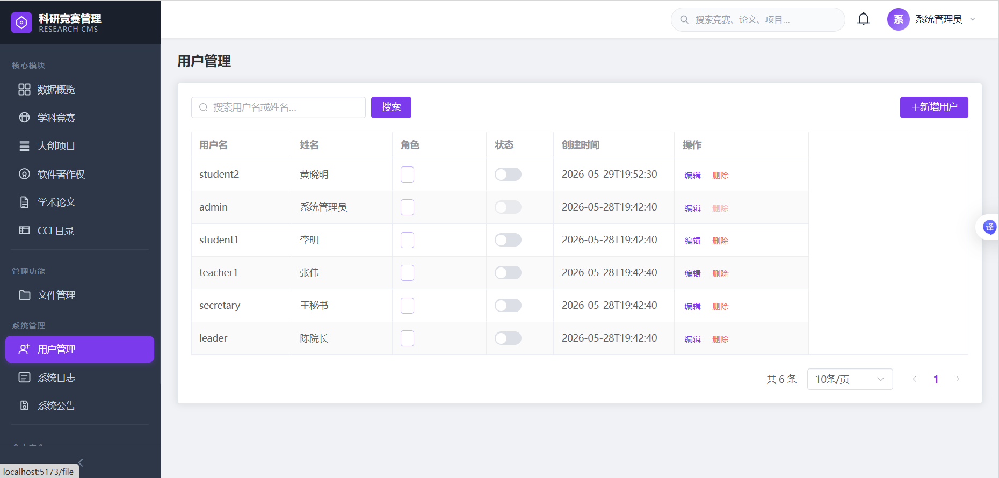 科研竞赛管理
RESEARCH CMS
搜索竞赛、论文、项目...
系
系统管理员
核心模块
数据概览
学科竞赛
大创项目
软件著作权
学术论文
CCF目录
管理功能
文件管理
系统管理
用户管理
系统日志
系统公告
localhost:5173/file
用户管理
搜索用户名或姓名...
搜索
+新增用户
用户名 姓名 角色 状态 创建时间 操作
student2 黄晓明 2026-05-29T19:52:30 编辑 删除
admin 系统管理员 2026-05-28T19:42:40 编辑 删除
student1 李明 2026-05-28T19:42:40 编辑 删除
teacher1 张伟 2026-05-28T19:42:40 编辑 删除
secretary 王秘书 2026-05-28T19:42:40 编辑 删除
leader 陈院长 2026-05-28T19:42:40 编辑 删除
共 6 条 10条/页 1
译